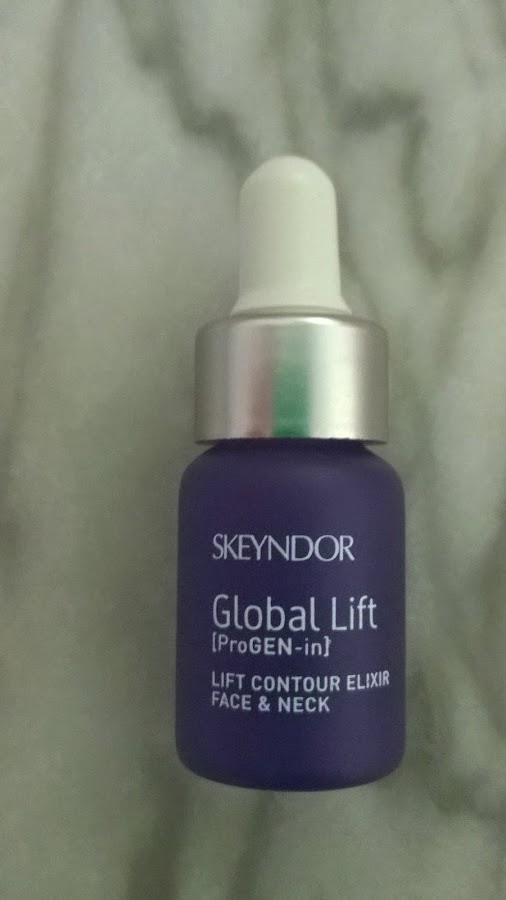 SKEYNDOR
Global Lift
[ProGEN-in]
LIFT CONTOUR ELIXIR
FACE & NECK